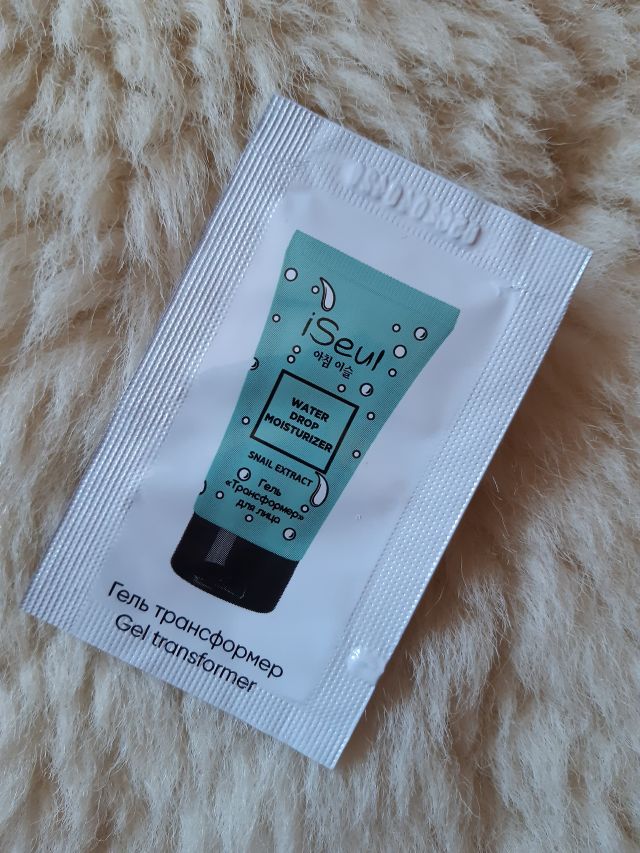 iSeul
아침 이슬
WATER
DROP
MOISTURIZER
SNAIL EXTRACT
Гель
«Трансформер»
для лица
Гель трансформер
Gel transformer